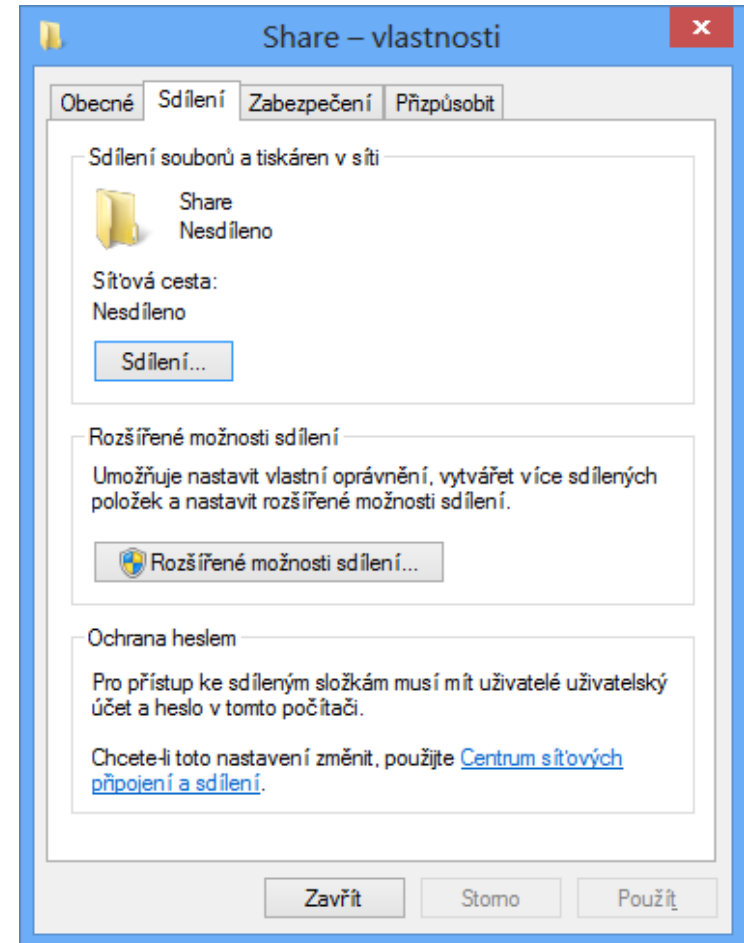 Share – vlastnosti
Obecné Sdílení Zabezpečení Přizpůsobit
Sdílení souborů a tiskáren v síti
Share
Nesdíleno
Síťová cesta:
Nesdíleno
Sdílení...
Rozšířené možnosti sdílení
Umožňuje nastavit vlastní oprávnění, vytvářet více sdílených
položek a nastavit rozšířené možnosti sdílení.
Rozšířené možnosti sdílení...
Ochrana heslem
Pro přístup ke sdíleným složkám musí mít uživatelé uživatelský
účet a heslo v tomto počítači.
Chcete-li toto nastavení změnit, použijte Centrum síťových
připojení a sdílení.
Zavřít Storno Použít